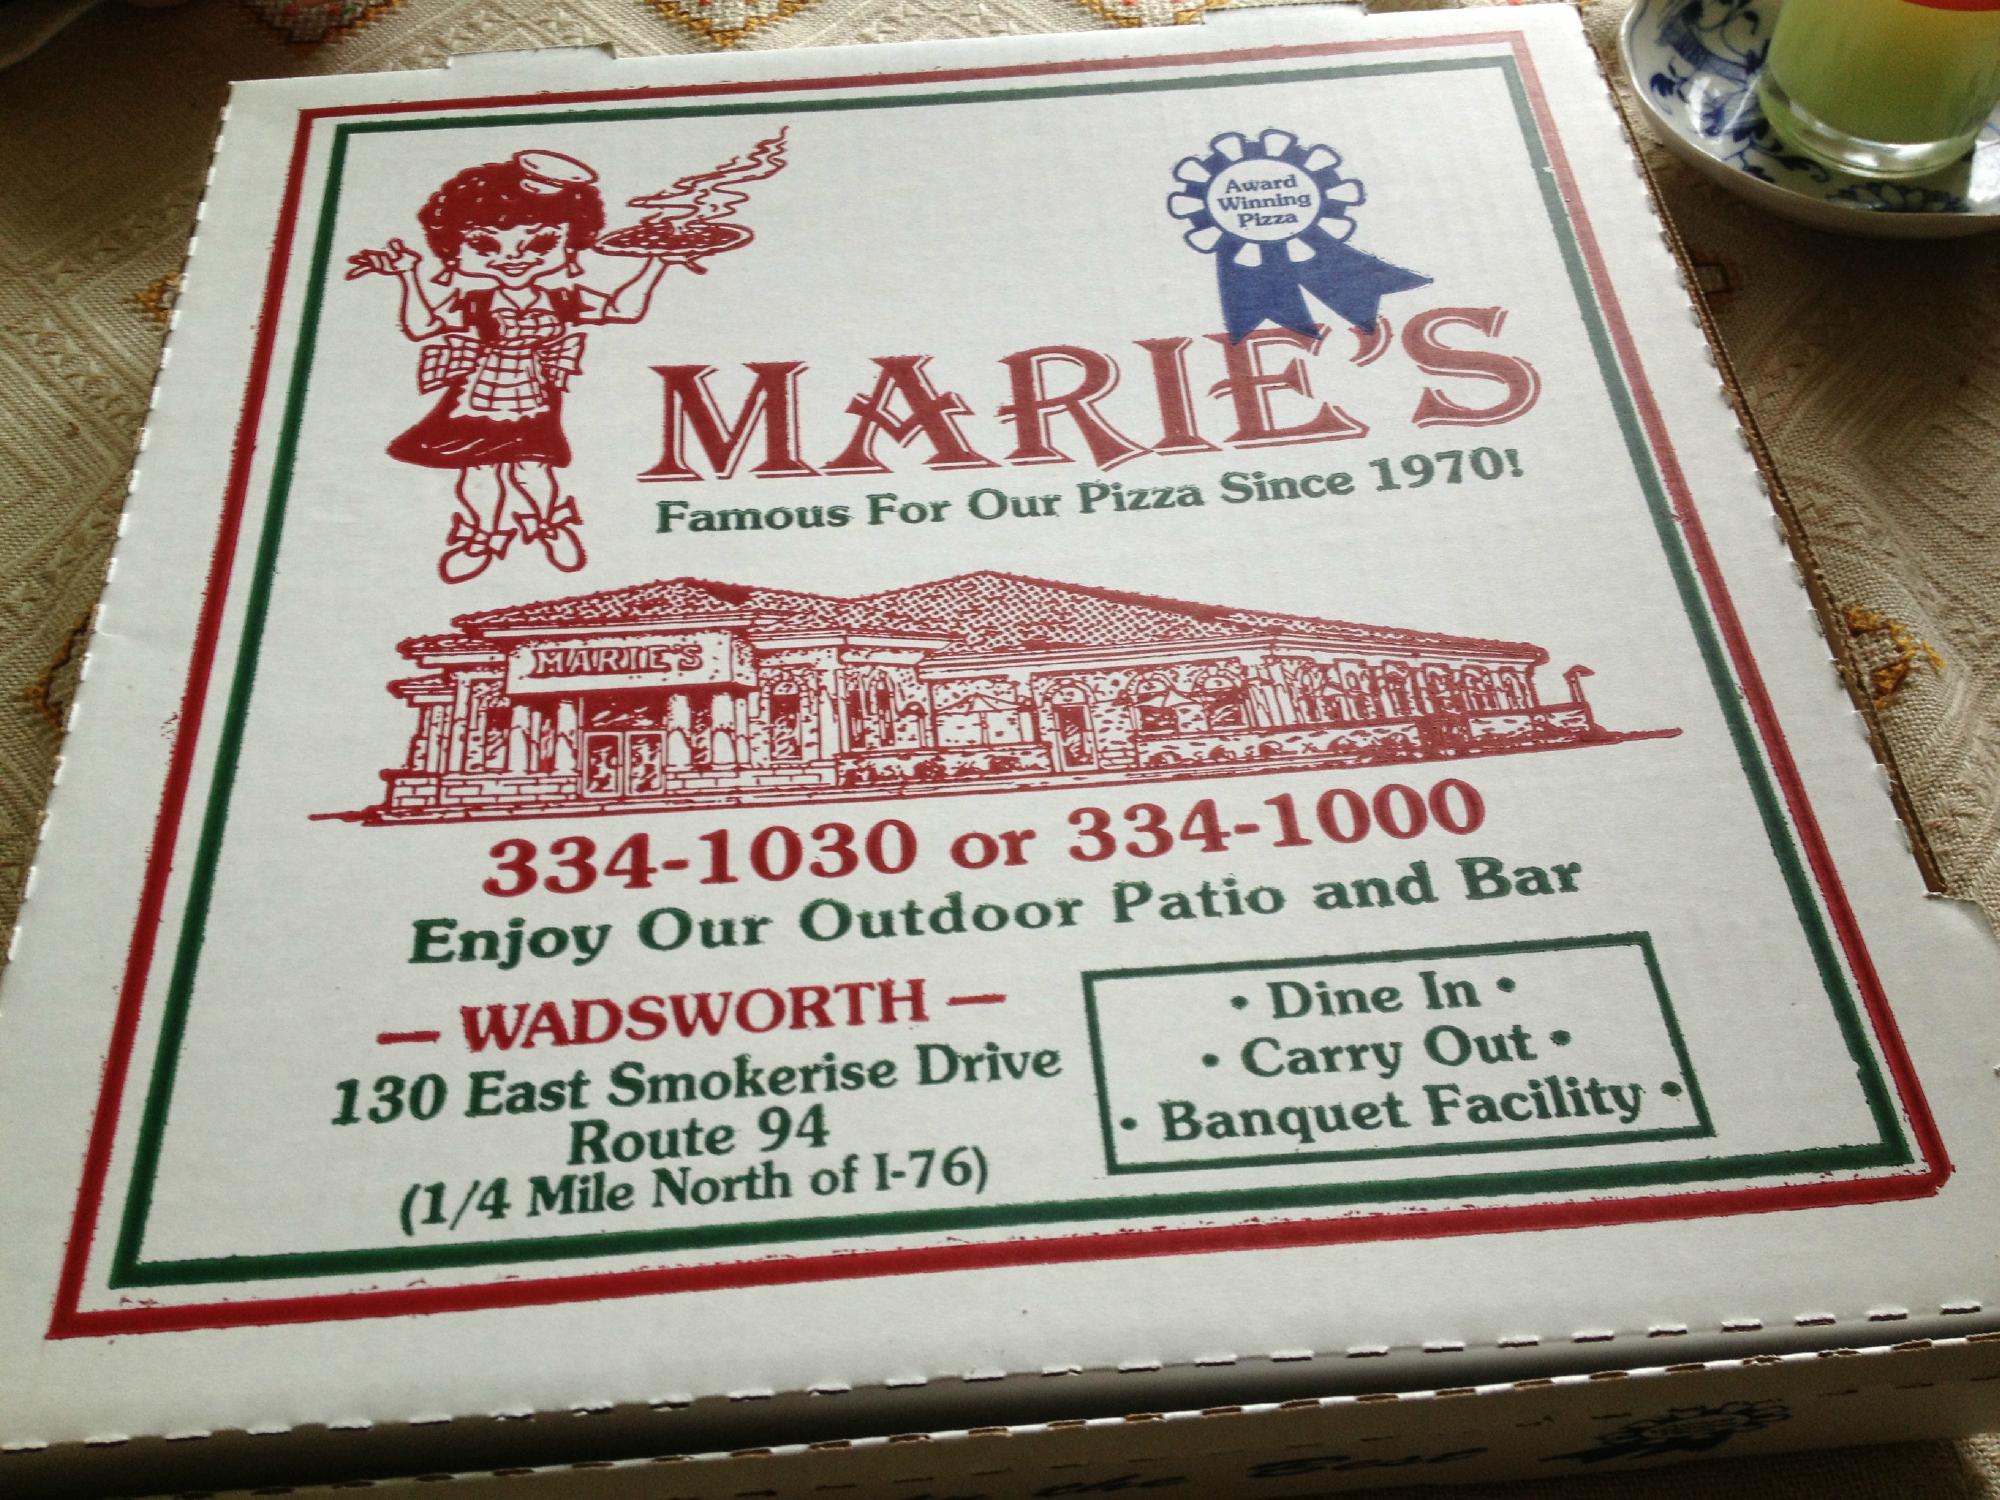 Award
Winning
Pizza
MARIE'S
Famous For Our Pizza Since 1970!
MARIE'S
334-1030 or 334-1000
Enjoy Our Outdoor Patio and Bar
— WADSWORTH —
130 East Smokerise Drive
Route 94
(1/4 Mile North of I-76)
• Dine In •
• Carry Out •
• Banquet Facility •
the Best